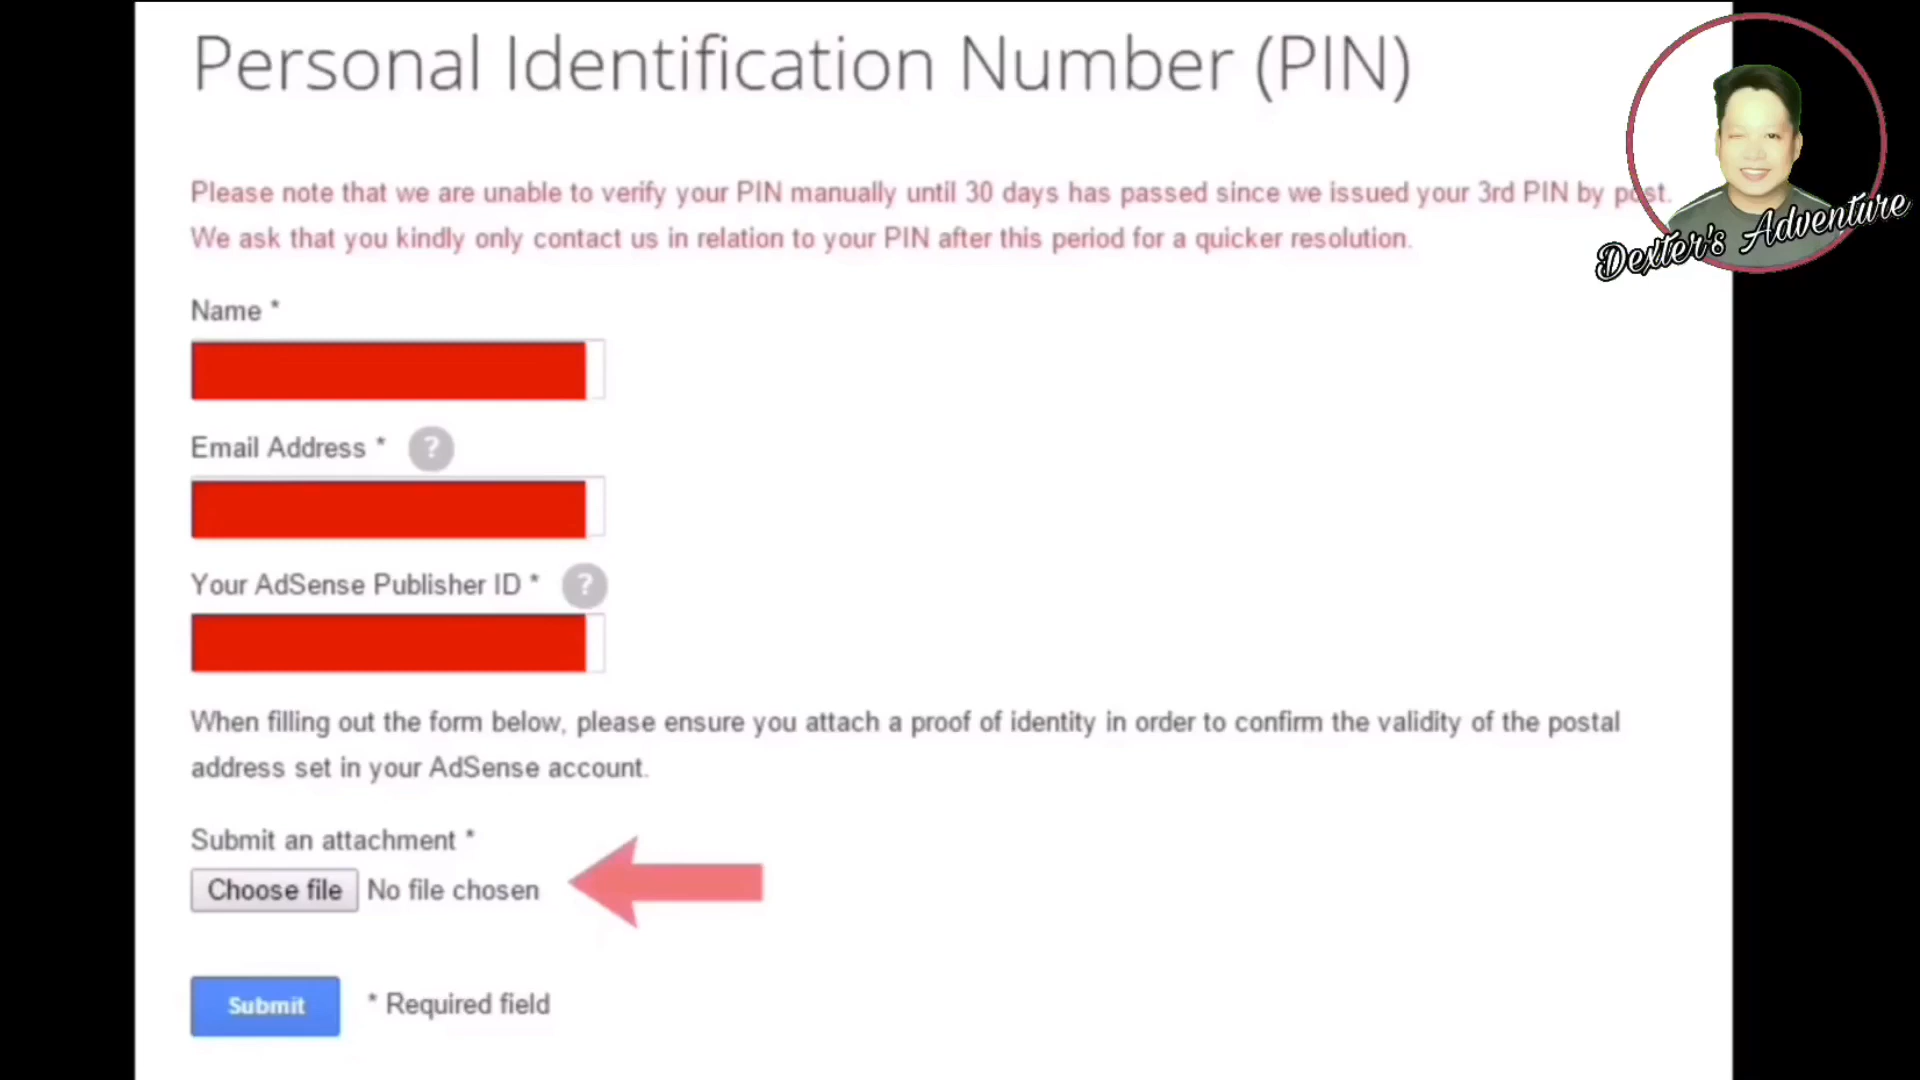 Personal Identification Number (PIN)
Please note that we are unable to verify your PIN manually until 30 days has passed since we issued your 3rd PIN by post.
We ask that you kindly only contact us in relation to your PIN after this period for a quicker resolution.
Dexter's Adventure
Name *
Email Address * ?
Your AdSense Publisher ID * ?
When filling out the form below, please ensure you attach a proof of identity in order to confirm the validity of the postal
address set in your AdSense account.
Submit an attachment *
Choose file No file chosen
Submit * Required field